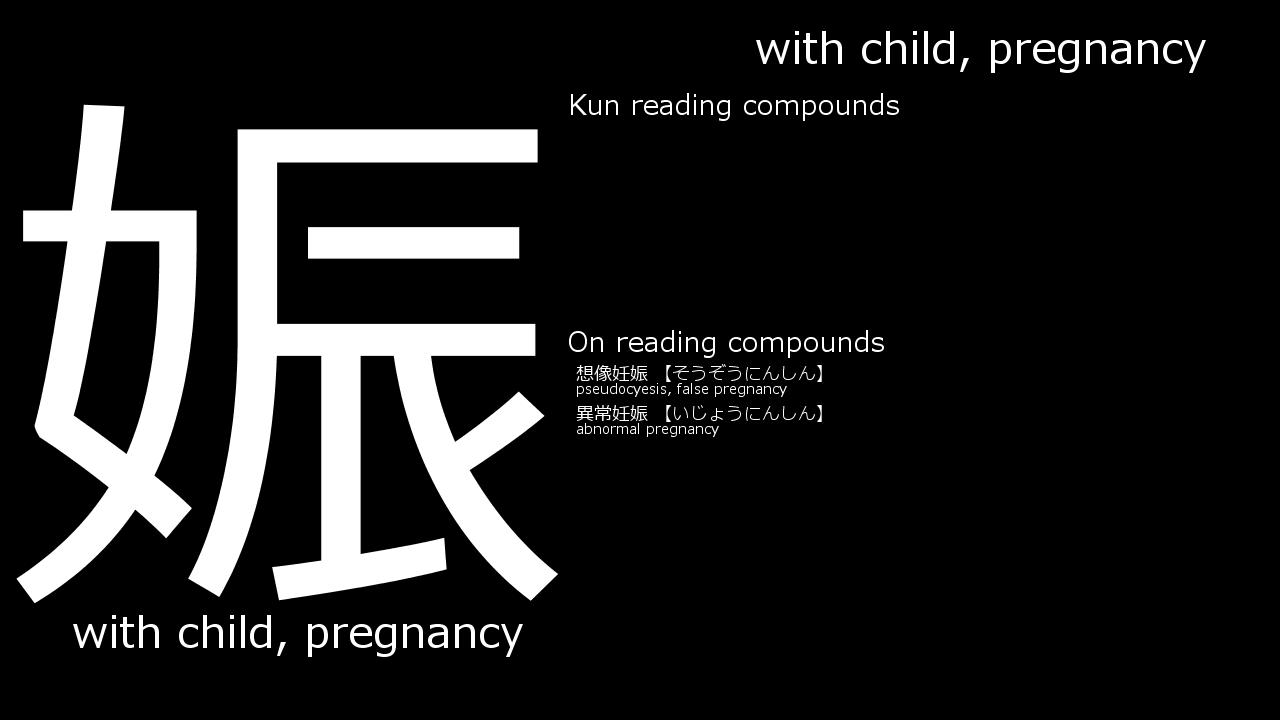 with child, pregnancy
娠
Kun reading compounds
On reading compounds
想像妊娠 【そうぞうにんしん】
pseudocyesis, false pregnancy
異常妊娠 【いじょうにんしん】
abnormal pregnancy
with child, pregnancy